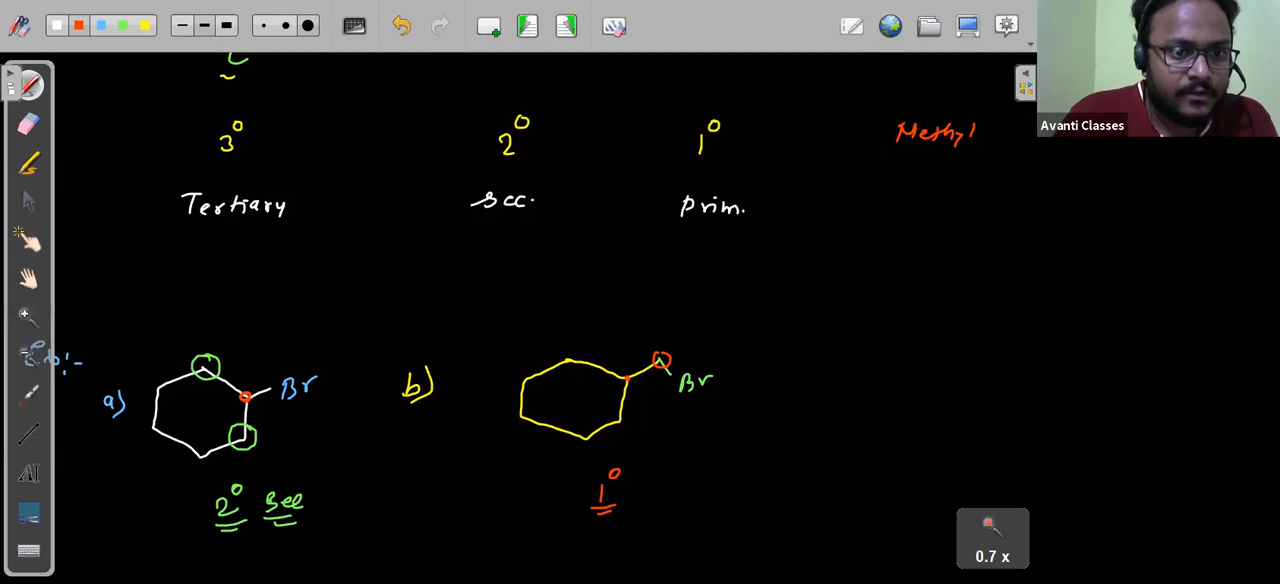 Avanti Classes
3° 2° 1° Methyl
Tertiary sec. prim.
a) Br b) Br
2° sec 1°
0.7 x